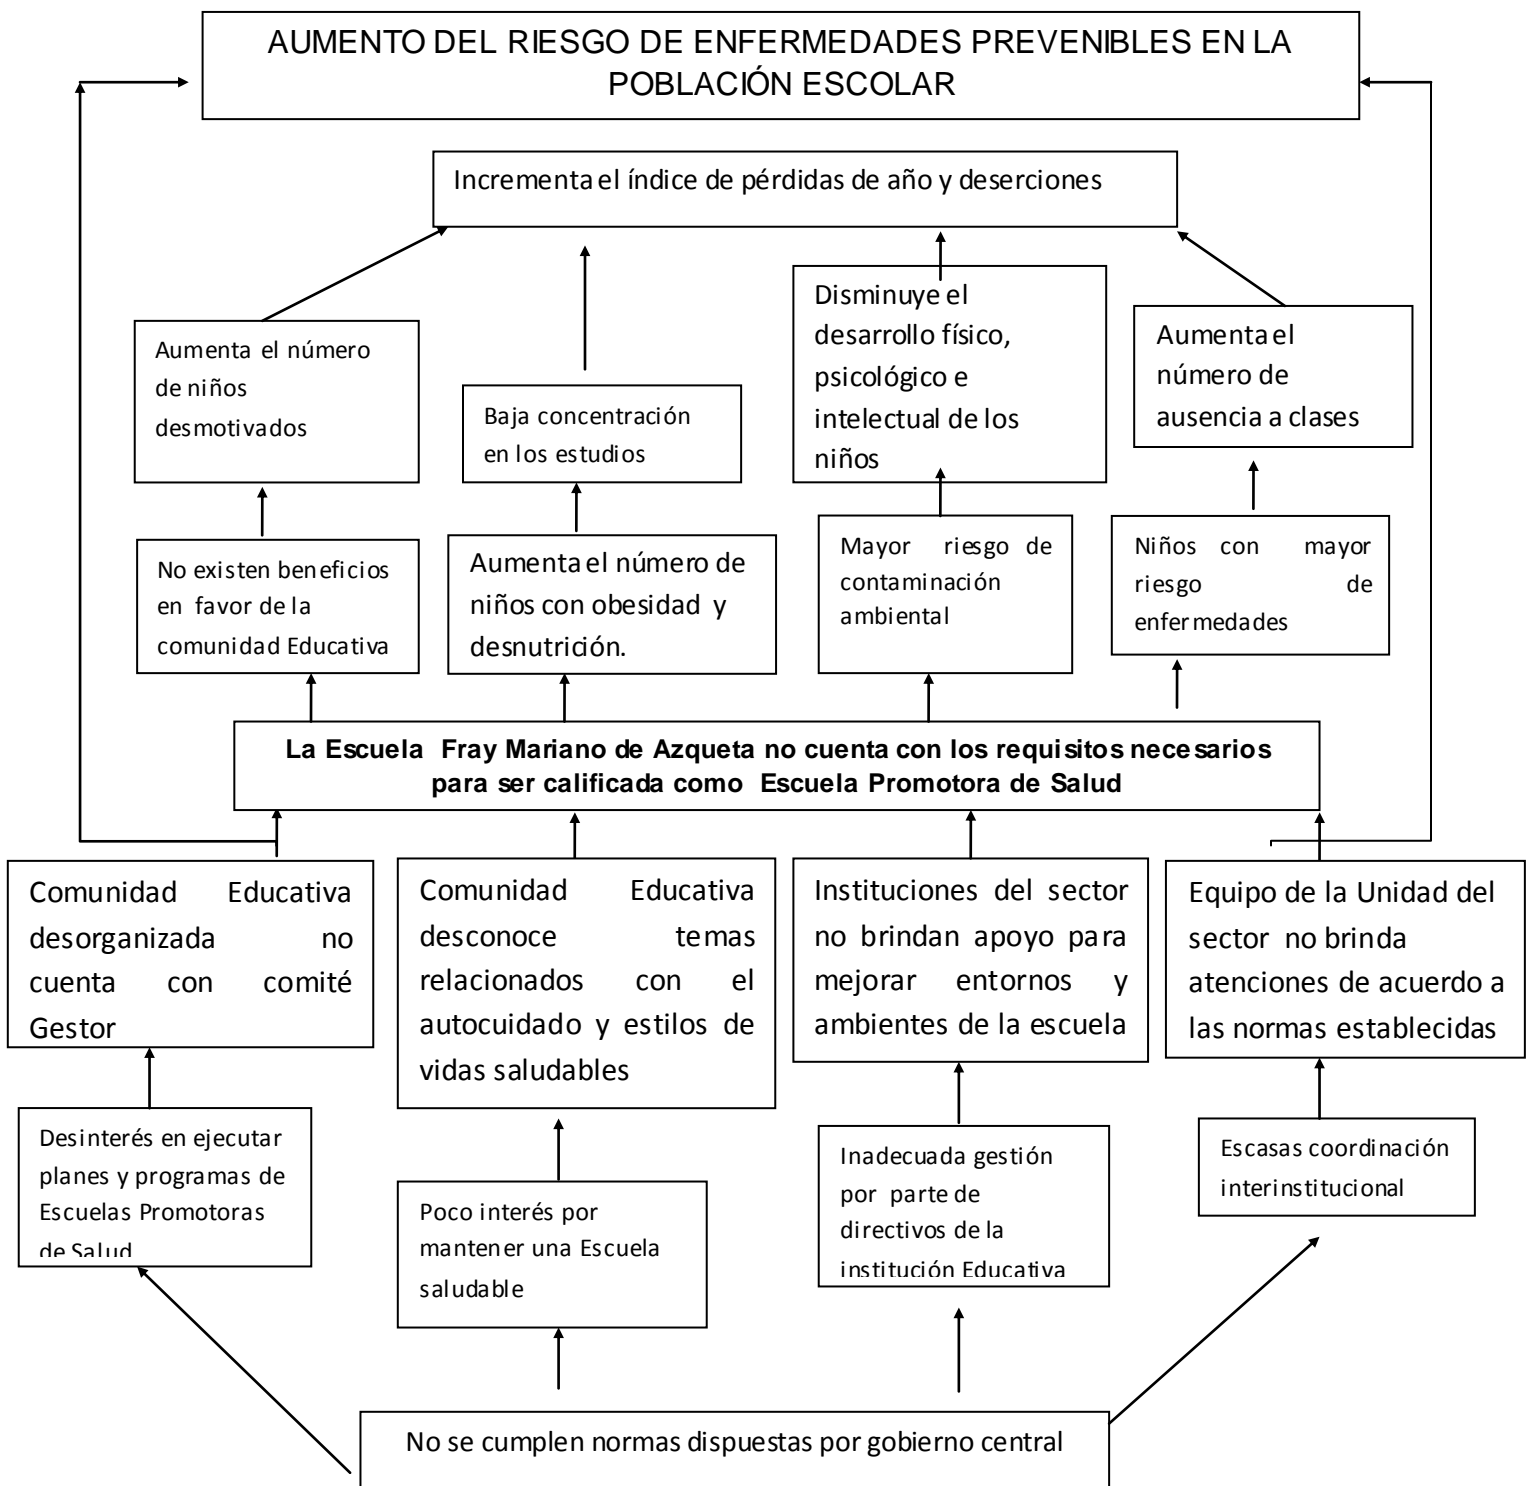 AUMENTO DEL RIESGO DE ENFERMEDADES PREVENIBLES EN LA
POBLACIÓN ESCOLAR
Incrementa el índice de pérdidas de año y deserciones
Aumenta el número
de niños
desmotivados
Baja concentración
en los estudios
Disminuye el
desarrollo físico,
psicológico e
intelectual de los
niños
Aumenta el
número de
ausencia a clases
No existen beneficios
en favor de la
comunidad Educativa
Aumenta el número de
niños con obesidad y
desnutrición.
Mayor riesgo de
contaminación
ambiental
Niños con mayor
riesgo de
enfermedades
La Escuela Fray Mariano de Azqueta no cuenta con los requisitos necesarios
para ser calificada como Escuela Promotora de Salud
Comunidad Educativa
desorganizada no
cuenta con comité
Gestor
Comunidad Educativa
desconoce temas
relacionados con el
autocuidado y estilos de
vidas saludables
Instituciones del sector
no brindan apoyo para
mejorar entornos y
ambientes de la escuela
Equipo de la Unidad del
sector no brinda
atenciones de acuerdo a
las normas establecidas
Desinterés en ejecutar
planes y programas de
Escuelas Promotoras
de Salud
Poco interés por
mantener una Escuela
saludable
Inadecuada gestión
por parte de
directivos de la
institución Educativa
Escasas coordinación
interinstitucional
No se cumplen normas dispuestas por gobierno central